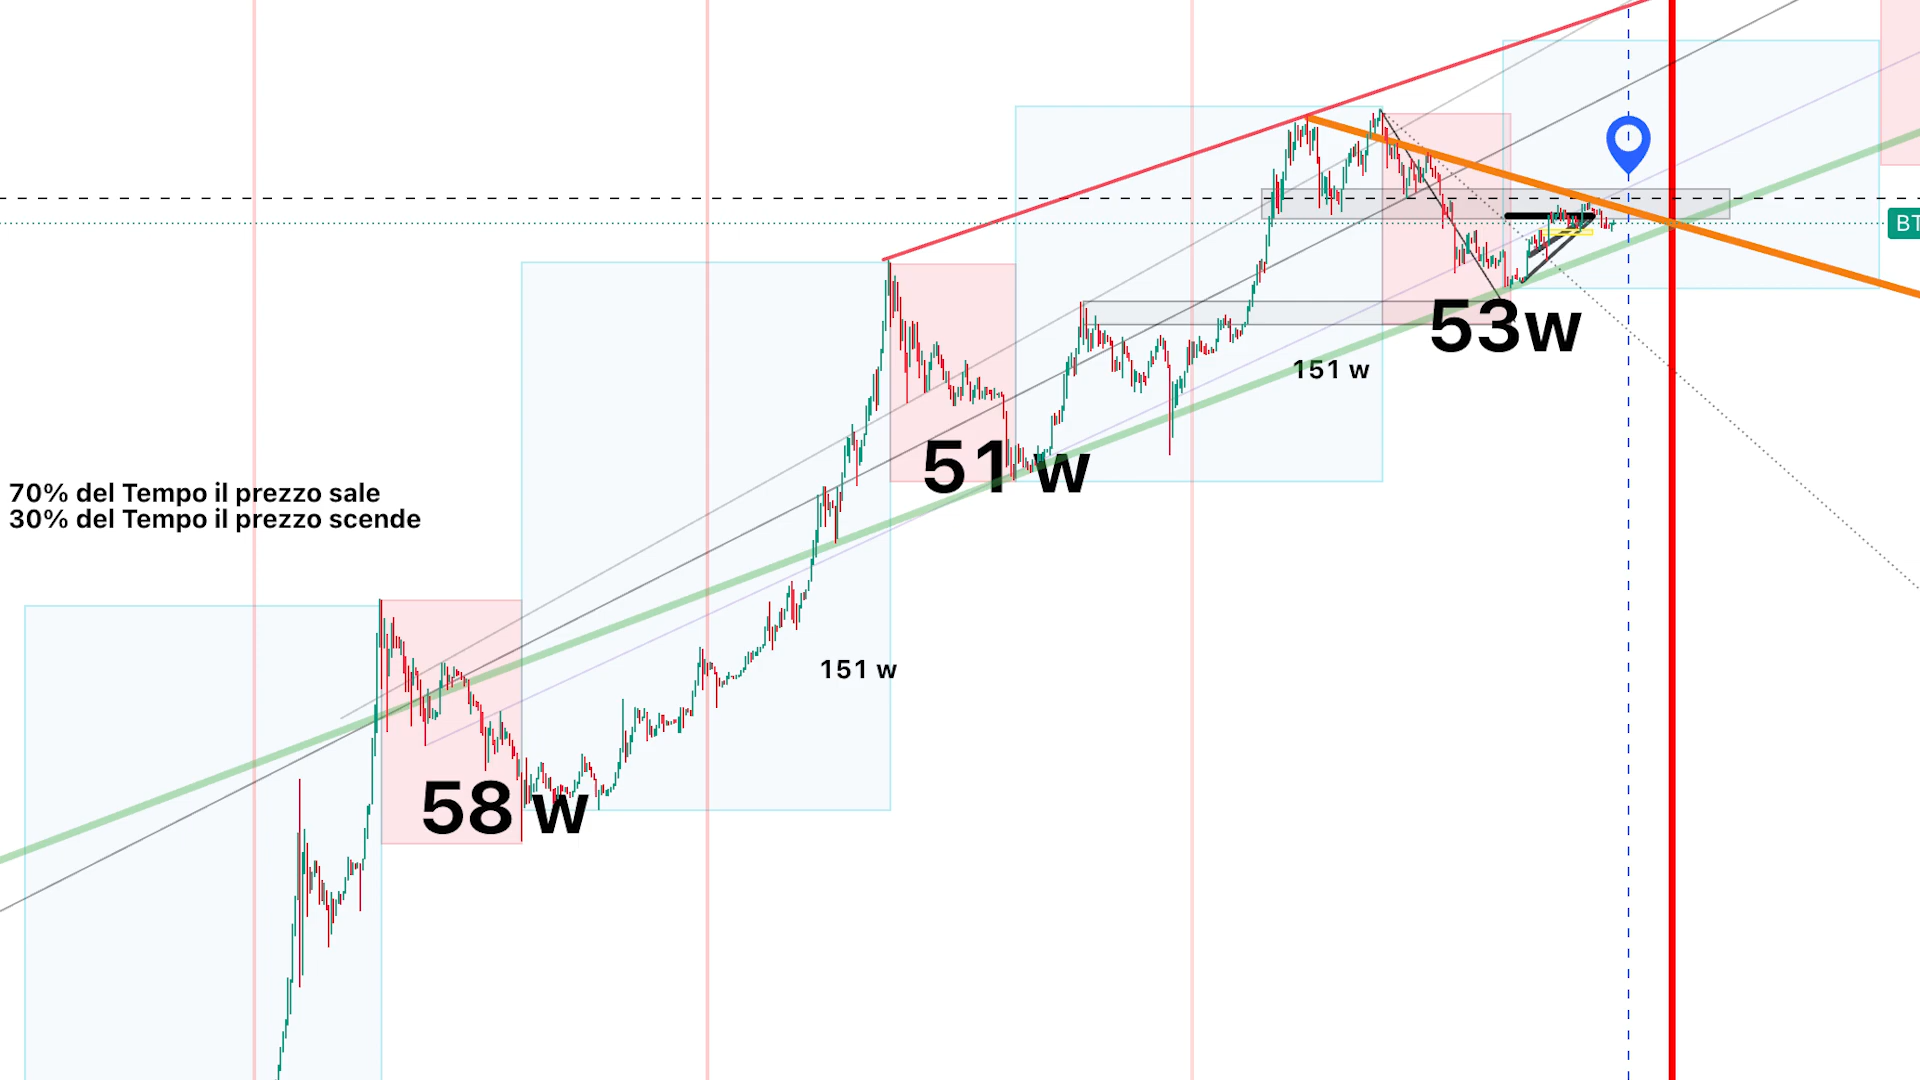 BT
53w
151 w
51 w
70% del Tempo il prezzo sale
30% del Tempo il prezzo scende
151 w
58 w